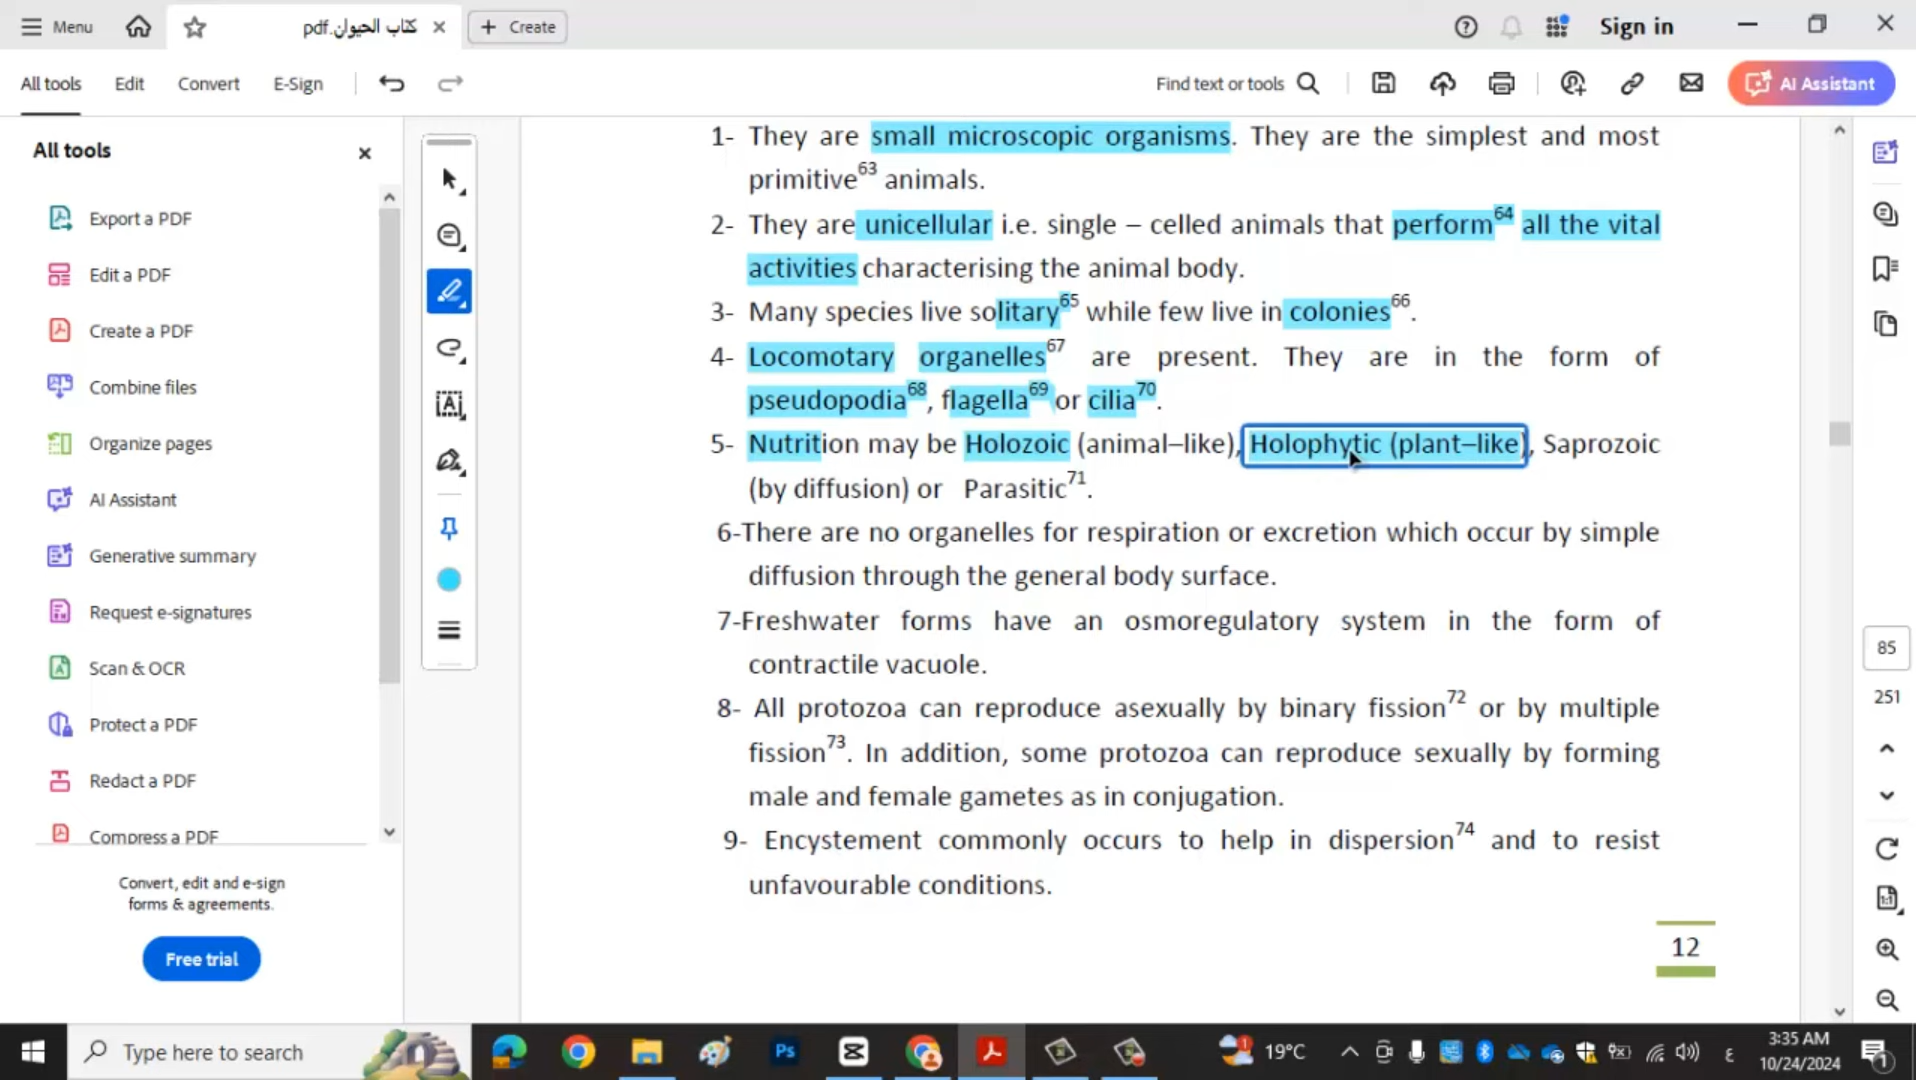 Menu
كتاب الحيوان.pdf
Create
Sign in
All tools
Edit
Convert
E-Sign
Find text or tools
AI Assistant
All tools
Export a PDF
Edit a PDF
Create a PDF
Combine files
Organize pages
AI Assistant
Generative summary
Request e-signatures
Scan & OCR
Protect a PDF
Redact a PDF
Compress a PDF
Convert, edit and e-sign
forms & agreements.
Free trial
1- They are small microscopic organisms. They are the simplest and most
primitive63 animals.
2- They are unicellular i.e. single – celled animals that perform64 all the vital
activities characterising the animal body.
3- Many species live solitary65 while few live in colonies66.
4- Locomotary organelles67 are present. They are in the form of
pseudopodia68, flagella69 or cilia70.
5- Nutrition may be Holozoic (animal–like), Holophytic (plant–like), Saprozoic
(by diffusion) or Parasitic71.
6-There are no organelles for respiration or excretion which occur by simple
diffusion through the general body surface.
7-Freshwater forms have an osmoregulatory system in the form of
contractile vacuole.
8- All protozoa can reproduce asexually by binary fission72 or by multiple
fission73. In addition, some protozoa can reproduce sexually by forming
male and female gametes as in conjugation.
9- Encystement commonly occurs to help in dispersion74 and to resist
unfavourable conditions.
12
85
251
Type here to search
Ps
19°C
ع
3:35 AM
10/24/2024
1